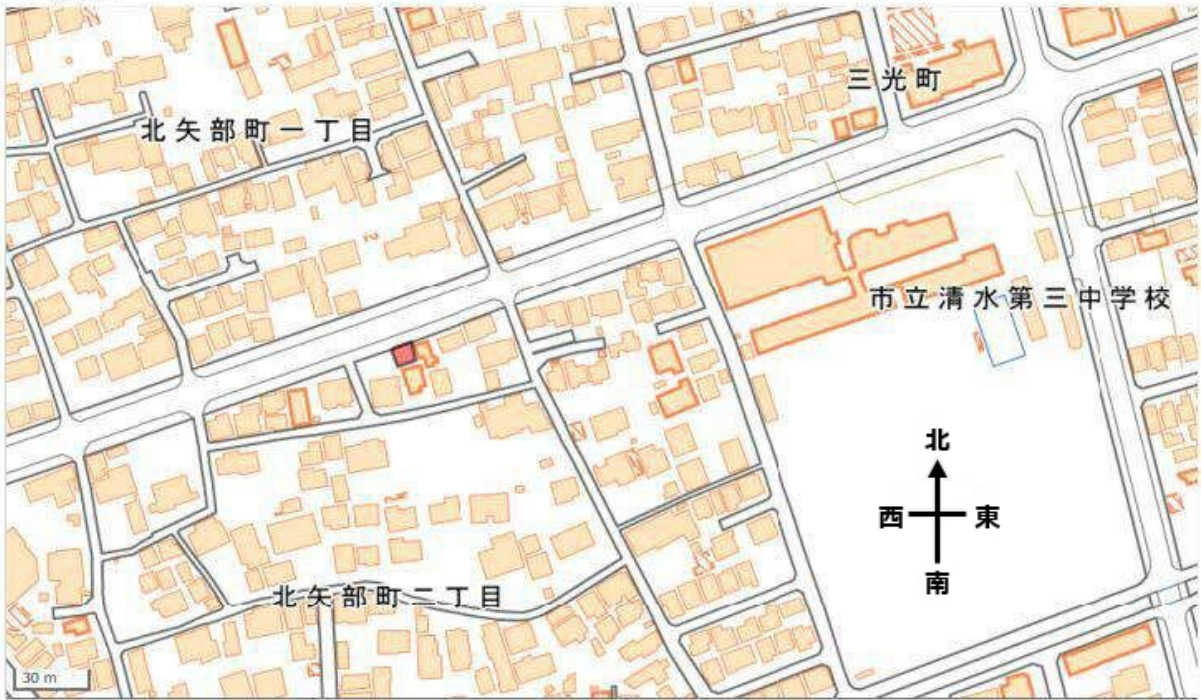 三光町
北矢部町一丁目
市立清水第三中学校
北
西 東
南
北矢部町二丁目
30 m